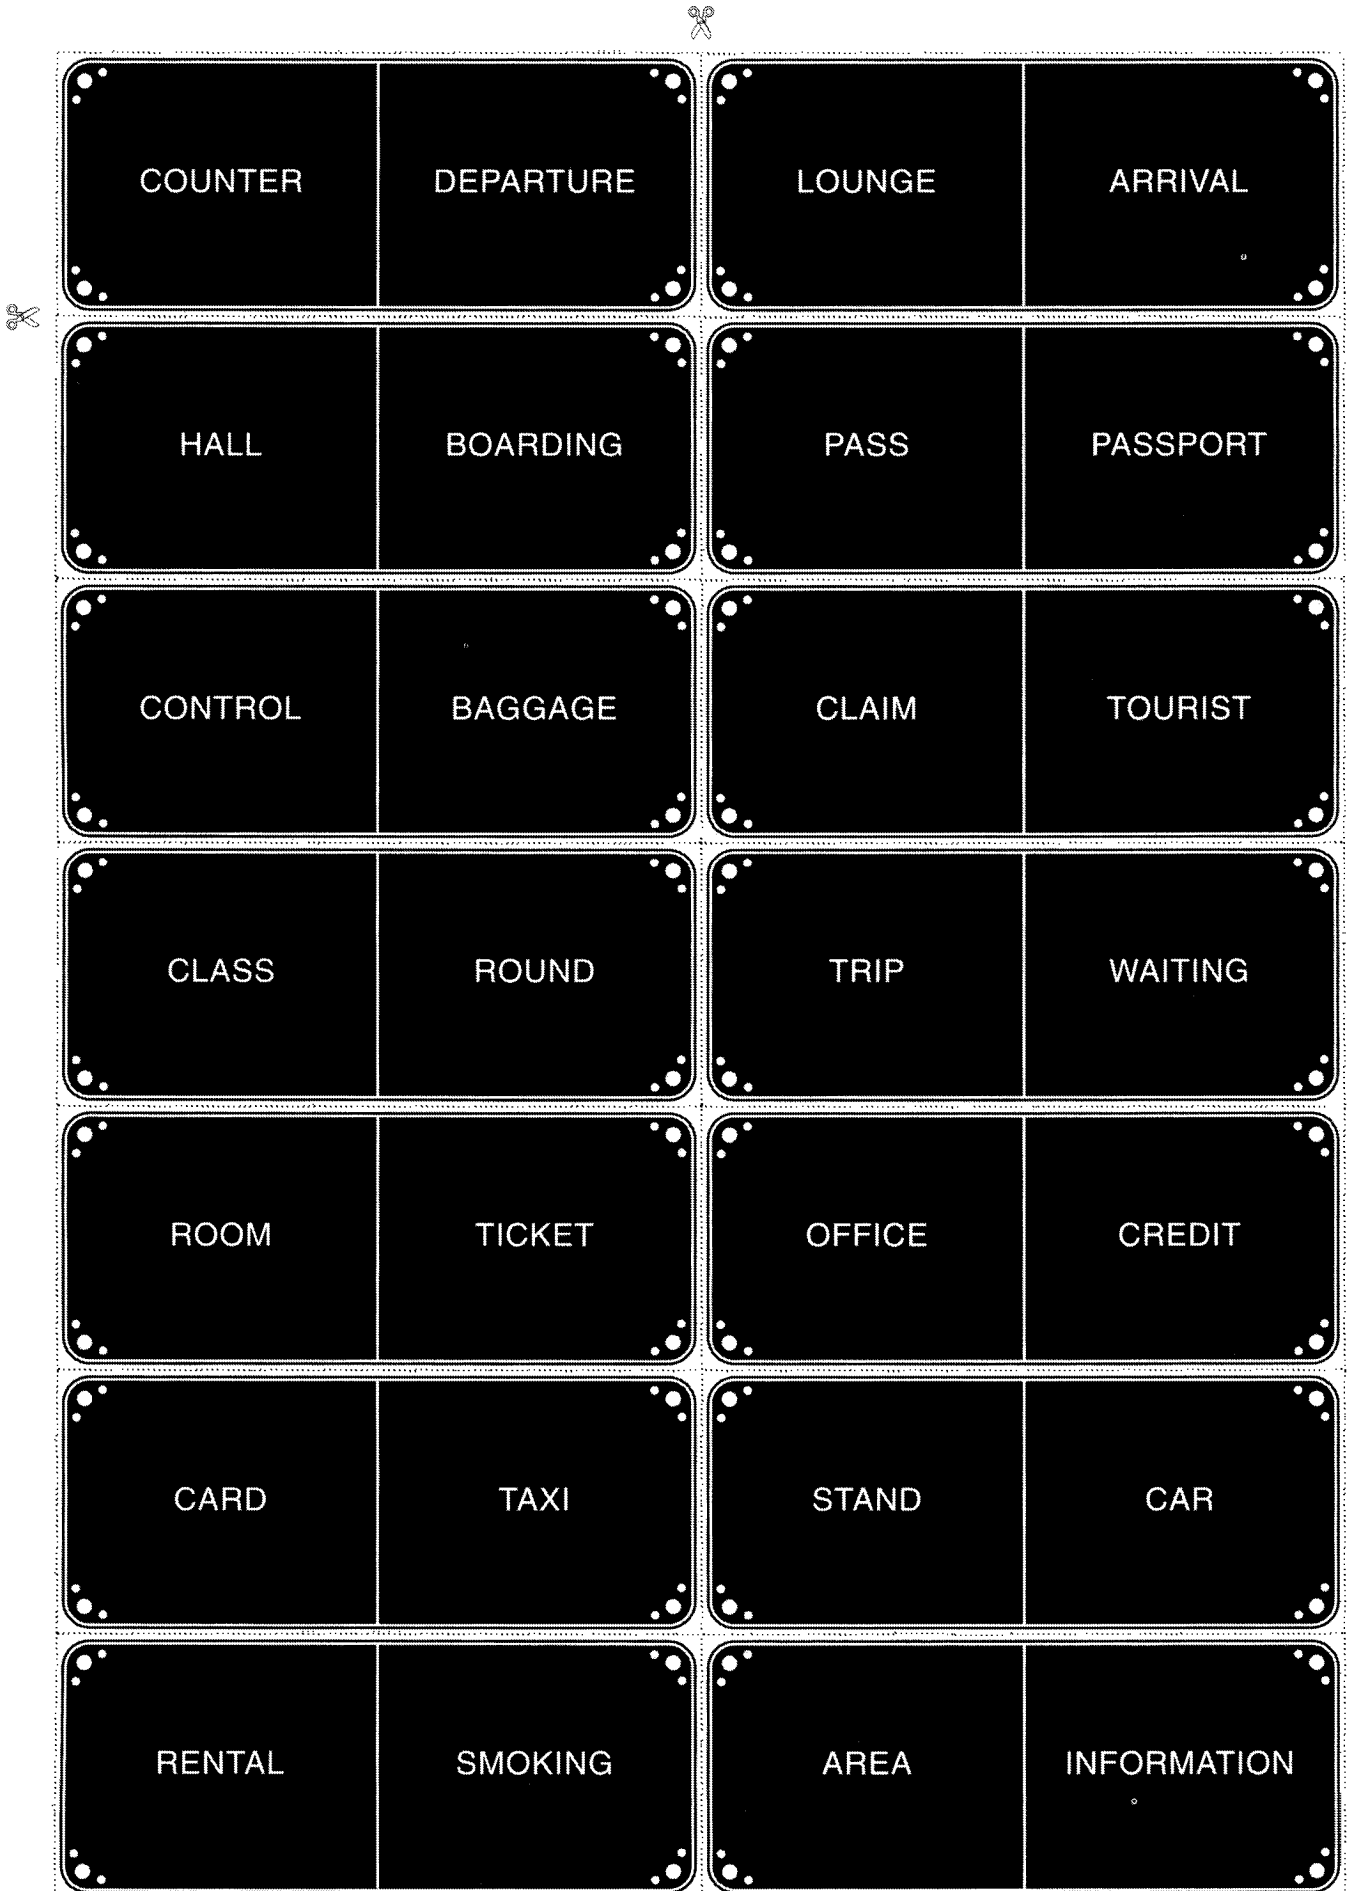 COUNTER DEPARTURE LOUNGE ARRIVAL
HALL BOARDING PASS PASSPORT
CONTROL BAGGAGE CLAIM TOURIST
CLASS ROUND TRIP WAITING
ROOM TICKET OFFICE CREDIT
CARD TAXI STAND CAR
RENTAL SMOKING AREA INFORMATION